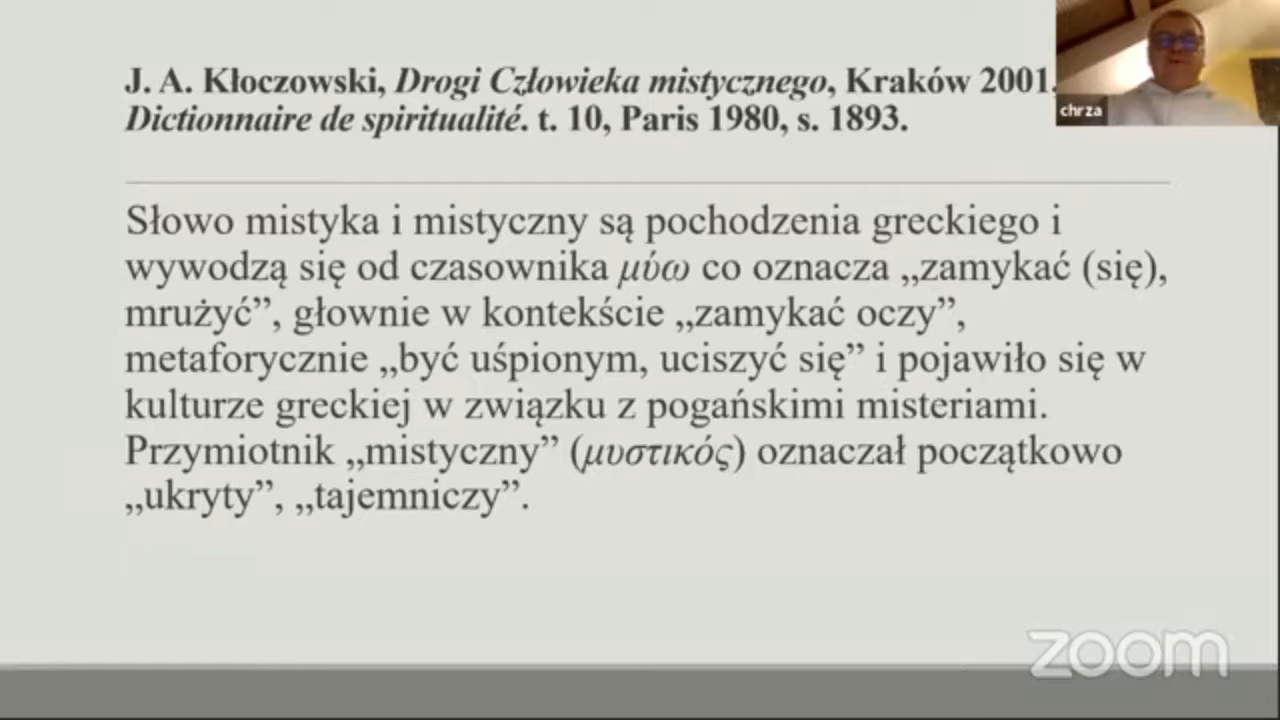 J. A. Kłoczowski, Drogi Człowieka mistycznego, Kraków 2001.
Dictionnaire de spiritualité. t. 10, Paris 1980, s. 1893.
chrza
Słowo mistyka i mistyczny są pochodzenia greckiego i
wywodzą się od czasownika μύω co oznacza „zamykać (się),
mrużyć”, głownie w kontekście „zamykać oczy”,
metaforycznie „być uśpionym, uciszyć się” i pojawiło się w
kulturze greckiej w związku z pogańskimi misteriami.
Przymiotnik „mistyczny” (μυστικός) oznaczał początkowo
„ukryty”, „tajemniczy”.
zoom